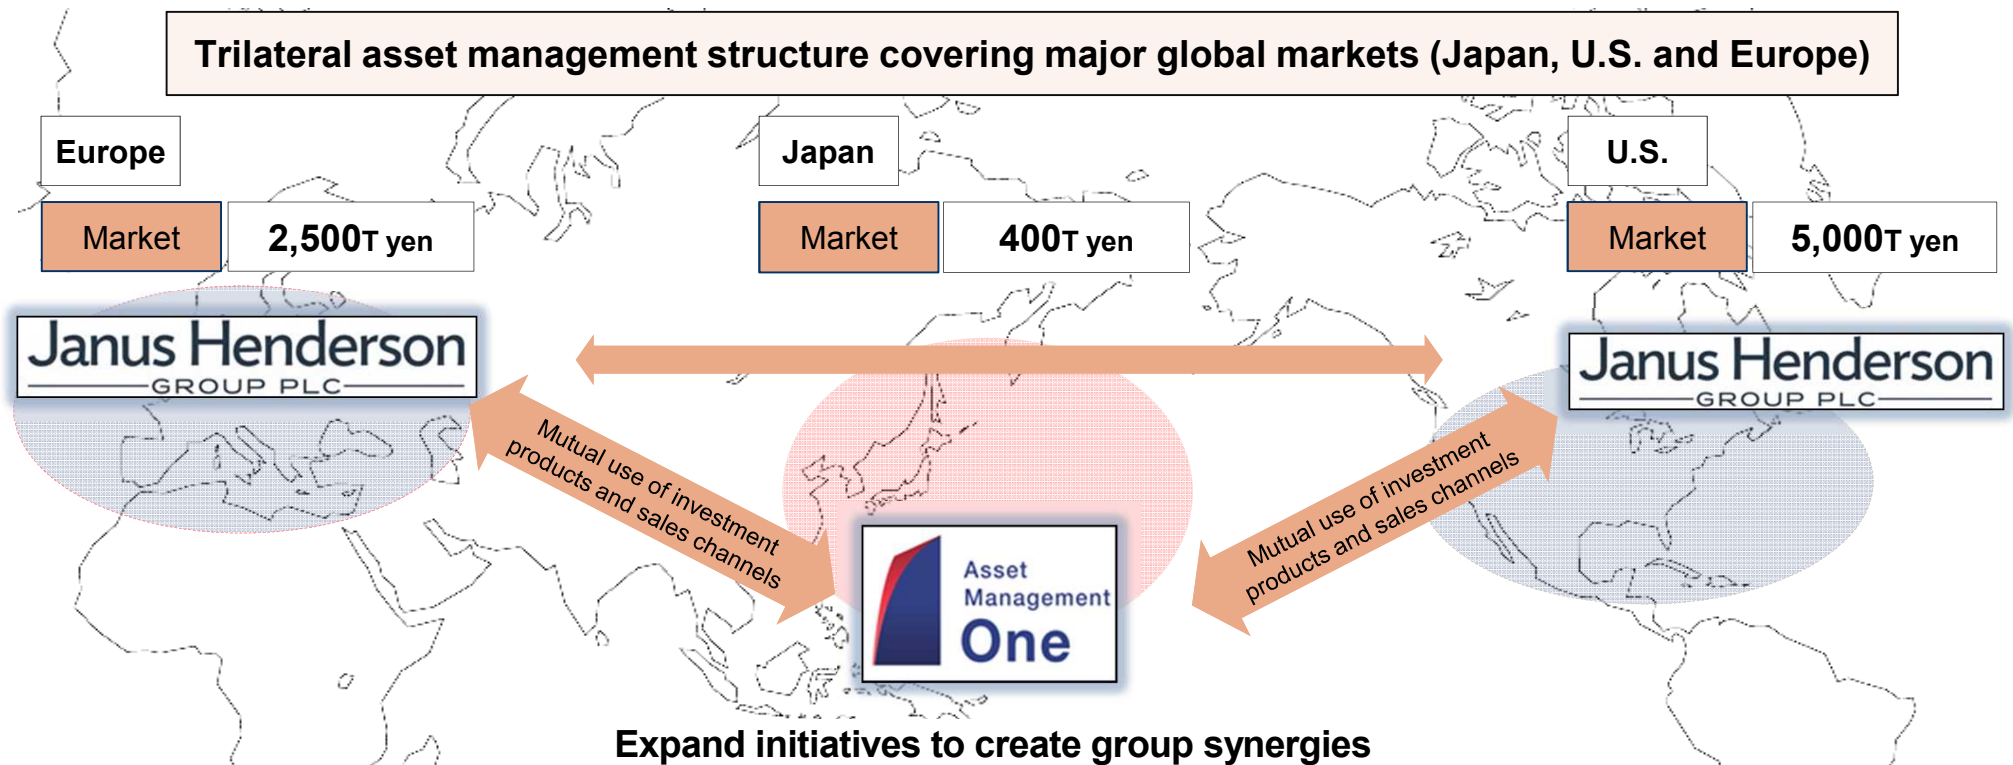 Trilateral asset management structure covering major global markets (Japan, U.S. and Europe)
Europe
Market
2,500T yen
Janus Henderson
GROUP PLC
Japan
Market
400T yen
U.S.
Market
5,000T yen
Janus Henderson
GROUP PLC
Mutual use of investment
products and sales channels
Mutual use of investment
products and sales channels
Asset
Management
One
Expand initiatives to create group synergies